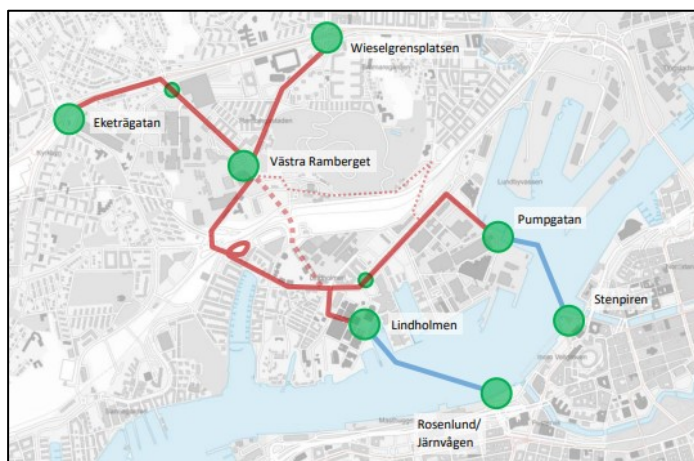 Wieselgrensplatsen
Eketrägatan
Västra Ramberget
Pumpgatan
Stenpiren
Lindholmen
Rosenlund/
Järnvågen